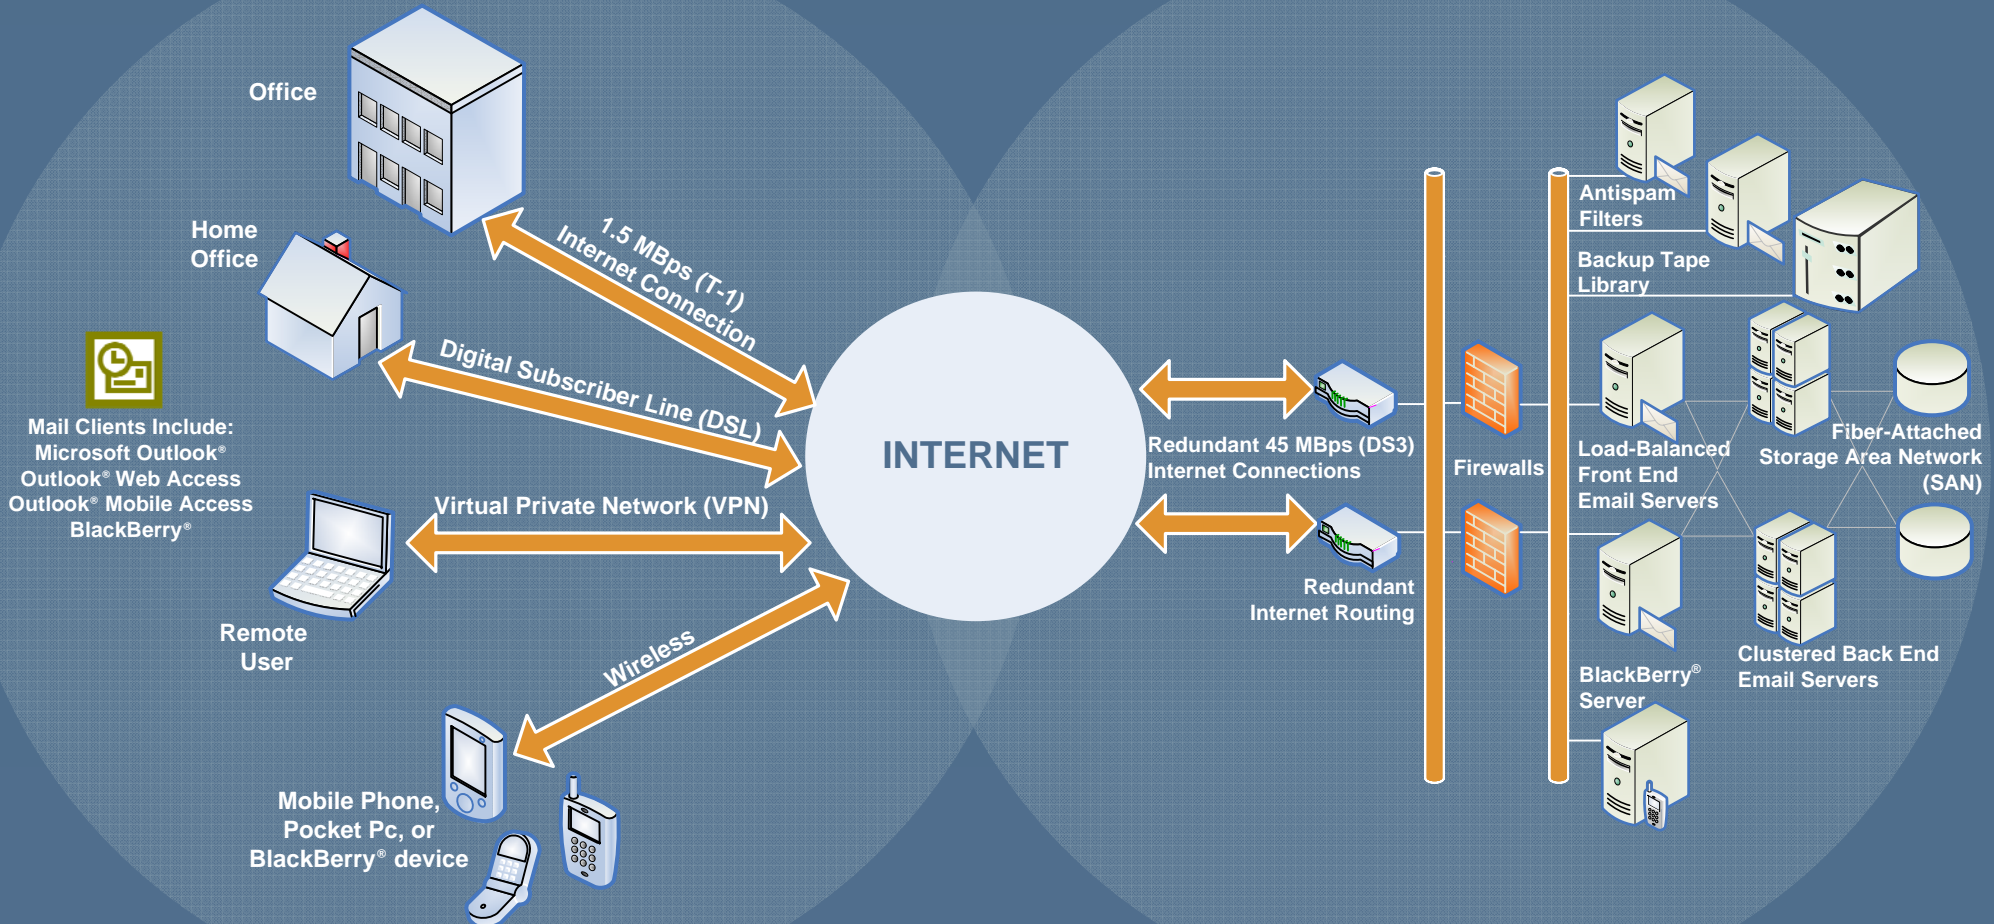 Office
Home
Office
1.5 MBps (T-1)
Internet Connection
Digital Subscriber Line (DSL)
Mail Clients Include:
Microsoft Outlook®
Outlook® Web Access
Outlook® Mobile Access
BlackBerry®
Virtual Private Network (VPN)
Remote
User
Wireless
Mobile Phone,
Pocket Pc, or
BlackBerry® device
INTERNET
Redundant 45 MBps (DS3)
Internet Connections
Redundant
Internet Routing
Firewalls
Antispam
Filters
Backup Tape
Library
Load-Balanced
Front End
Email Servers
Fiber-Attached
Storage Area Network
(SAN)
Clustered Back End
Email Servers
BlackBerry®
Server